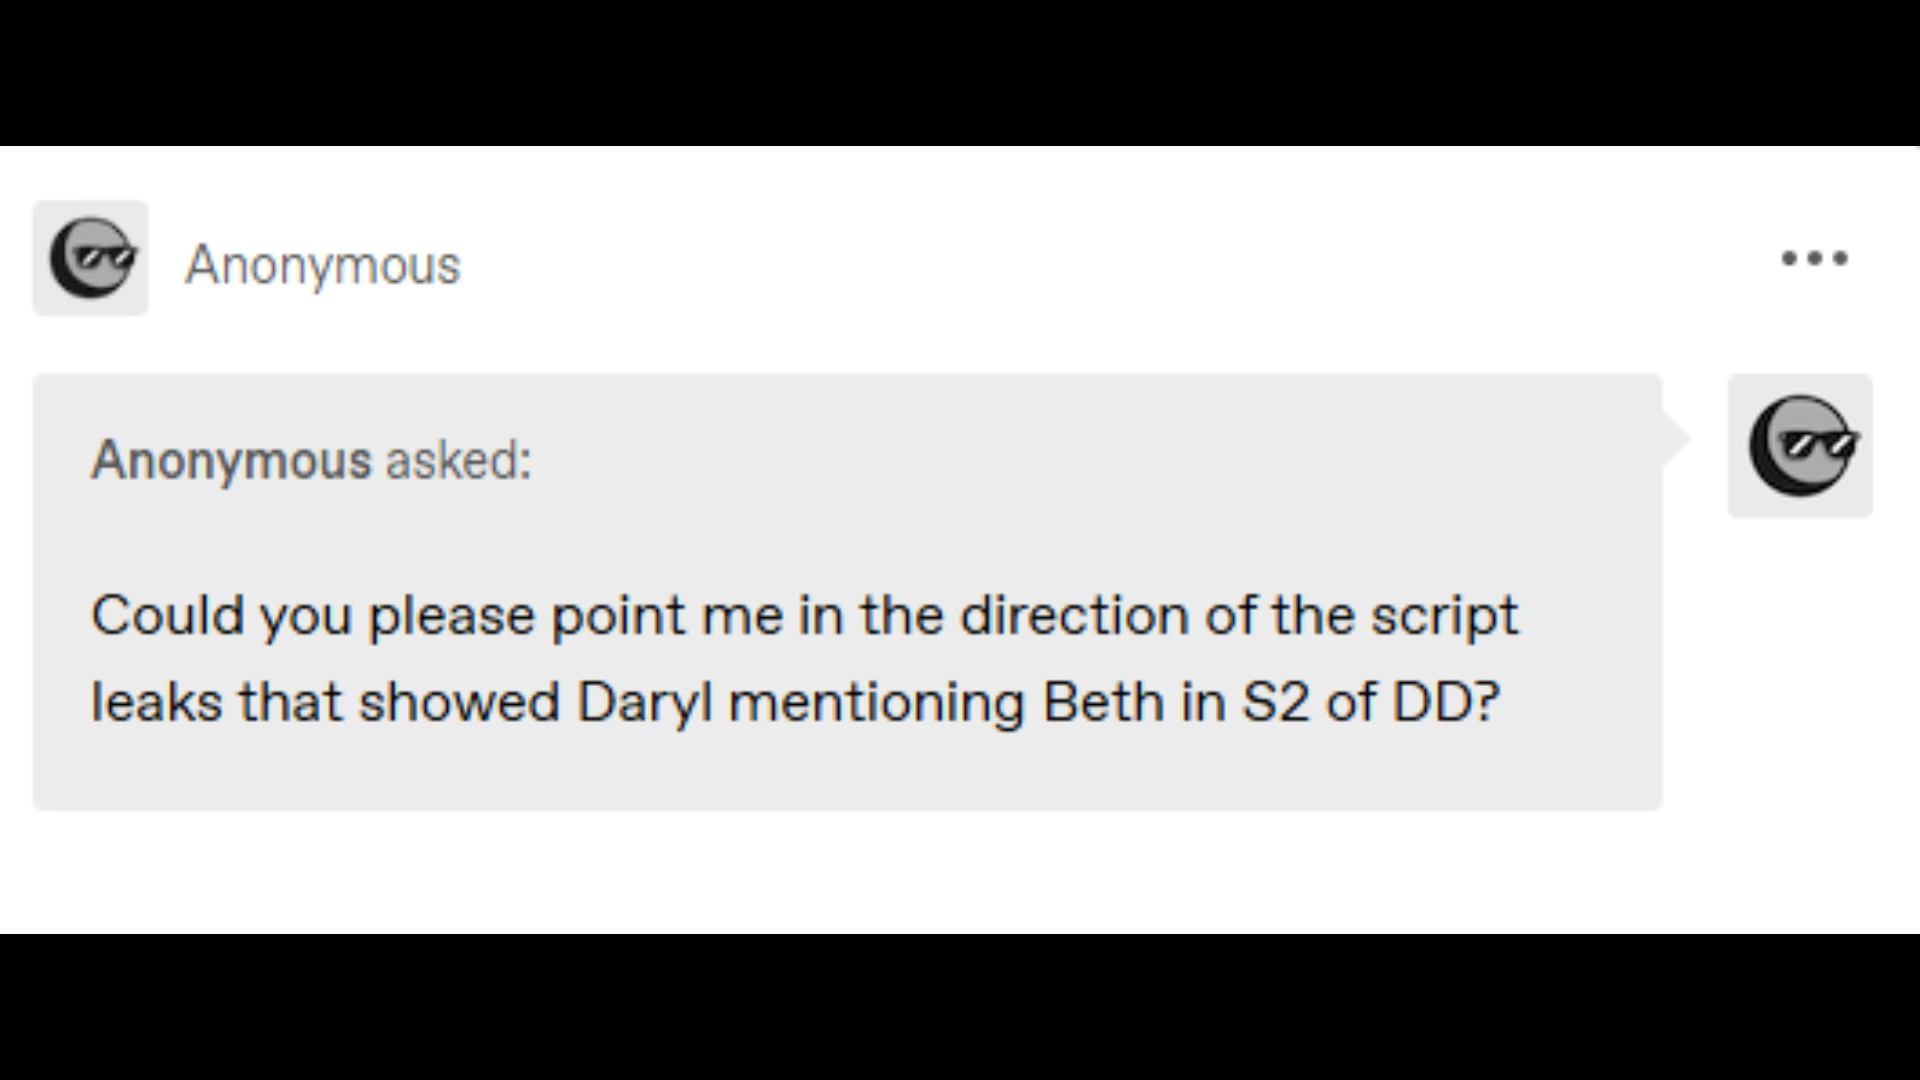 Anonymous
Anonymous asked:
Could you please point me in the direction of the script
leaks that showed Daryl mentioning Beth in S2 of DD?